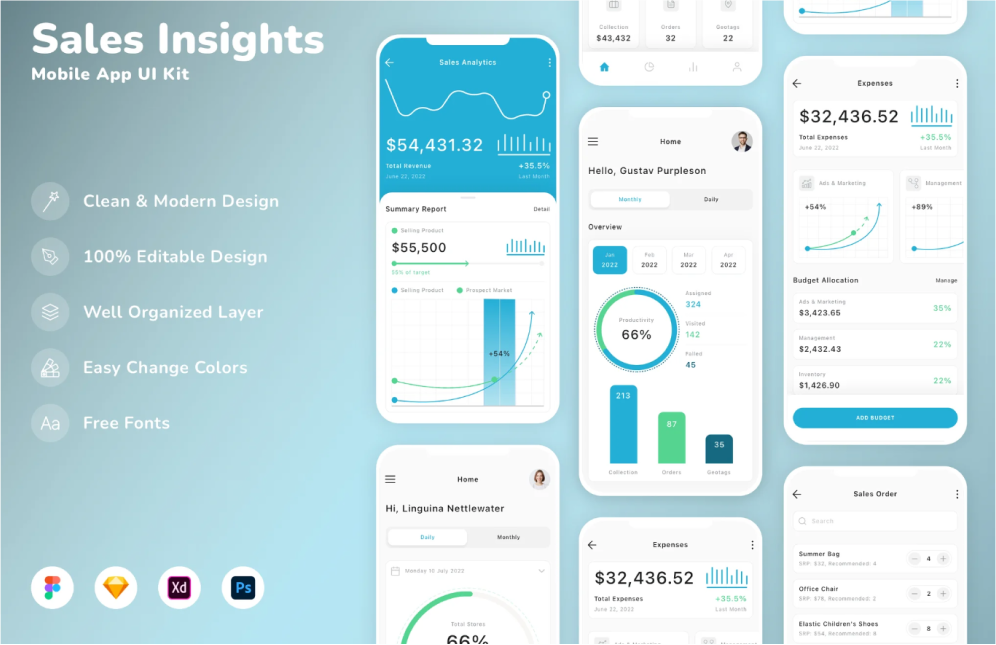 Sales Insights
Mobile App UI Kit
Clean & Modern Design
100% Editable Design
Well Organized Layer
Easy Change Colors
Aa
Free Fonts
Xd
Ps
Sales Analytics
$54,431.32
Total Revenue
June 22, 2022
+35.5%
Last Month
Summary Report
Detail
Selling Product
$55,500
55% of target
Selling Product
Prospect Market
+54%
Home
Hi, Linguina Nettlewater
Daily
Monthly
Monday 10 July 2022
Total Stores
66%
Collection
$43,432
Orders
32
Geotags
22
Home
Hello, Gustav Purpleson
Monthly
Daily
Overview
Jan
2022
Feb
2022
Mar
2022
Apr
2022
Productivity
66%
Assigned
324
Visited
142
Failed
45
213
87
35
Collection
Orders
Geotags
Expenses
$32,436.52
Total Expenses
June 22, 2022
+35.5%
Last Month
Expenses
$32,436.52
Total Expenses
June 22, 2022
+35.5%
Last Month
Ads & Marketing
+54%
Management
+89%
Budget Allocation
Manage
Ads & Marketing
$3,423.65
35%
Management
$2,432.43
22%
Inventory
$1,426.90
22%
ADD BUDGET
Sales Order
Search
Summer Bag
SRP: $32, Recommended: 4
4
Office Chair
SRP: $78, Recommended: 2
2
Elastic Children's Shoes
SRP: $54, Recommended: 8
8